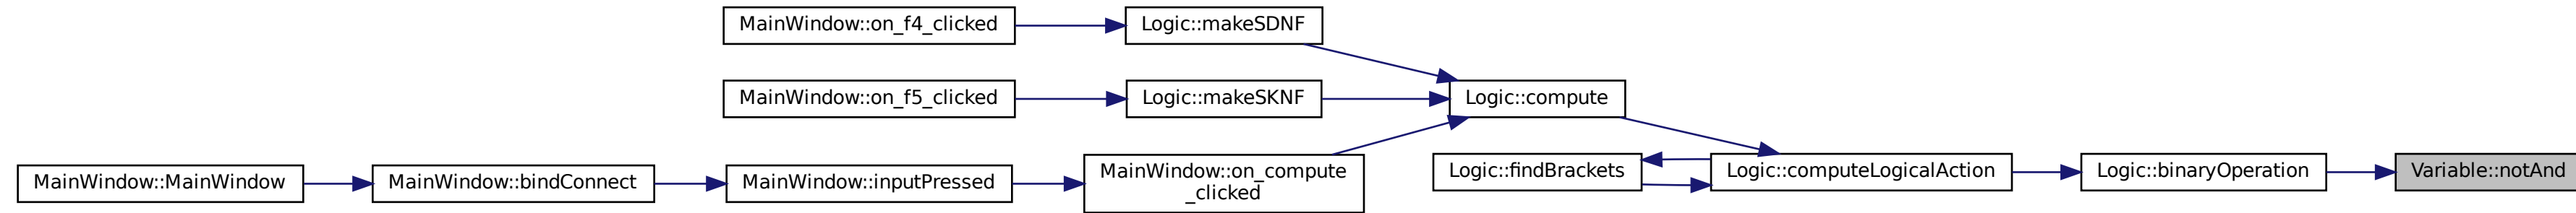 MainWindow::on_f4_clicked
Logic::makeSDNF
MainWindow::on_f5_clicked
Logic::makeSKNF
Logic::compute
MainWindow::MainWindow
MainWindow::bindConnect
MainWindow::inputPressed
MainWindow::on_compute
_clicked
Logic::findBrackets
Logic::computeLogicalAction
Logic::binaryOperation
Variable::notAnd